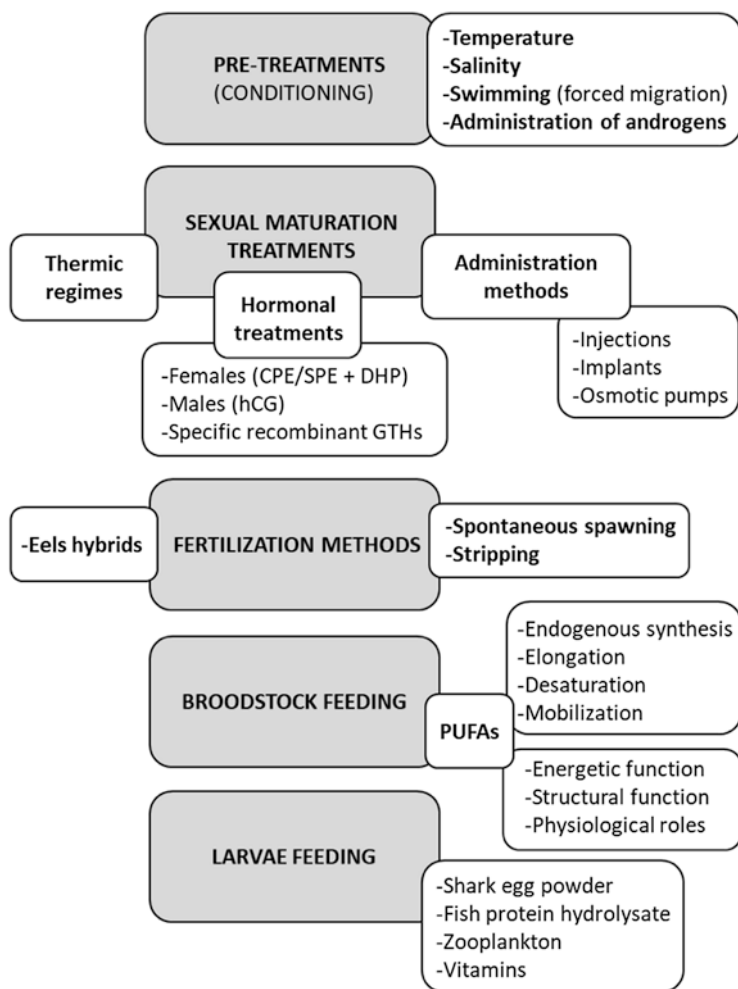 PRE-TREATMENTS
(CONDITIONING)
-Temperature
-Salinity
-Swimming (forced migration)
-Administration of androgens
SEXUAL MATURATION
TREATMENTS
Thermic
regimes
Hormonal
treatments
Administration
methods
-Injections
-Implants
-Osmotic pumps
-Females (CPE/SPE + DHP)
-Males (hCG)
-Specific recombinant GTHs
-Eels hybrids
FERTILIZATION METHODS
-Spontaneous spawning
-Stripping
BROODSTOCK FEEDING
PUFAs
-Endogenous synthesis
-Elongation
-Desaturation
-Mobilization
-Energetic function
-Structural function
-Physiological roles
LARVAE FEEDING
-Shark egg powder
-Fish protein hydrolysate
-Zooplankton
-Vitamins